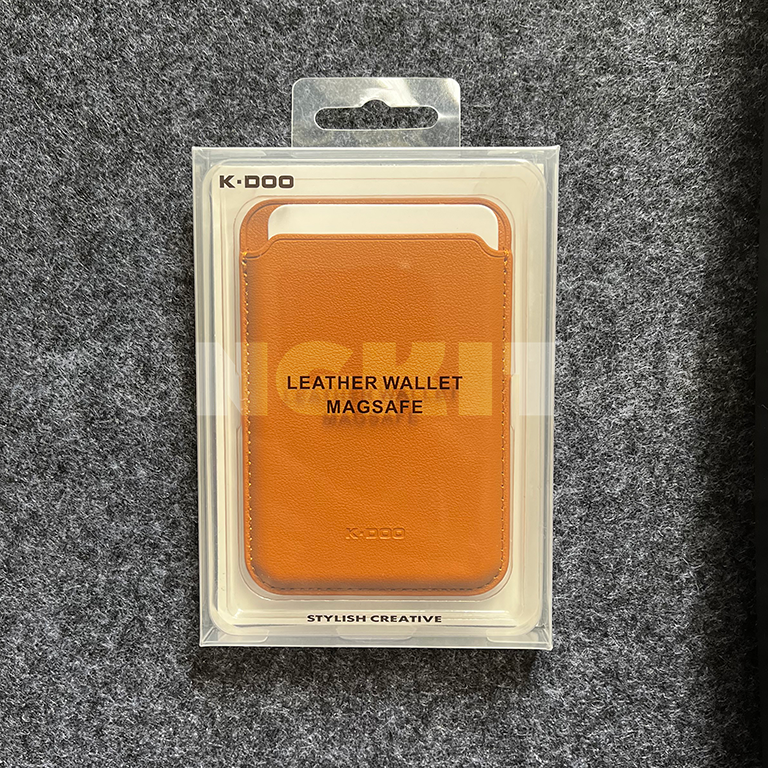 K·DOO
LEATHER WALLET
MAGSAFE
K·DOO
STYLISH CREATIVE